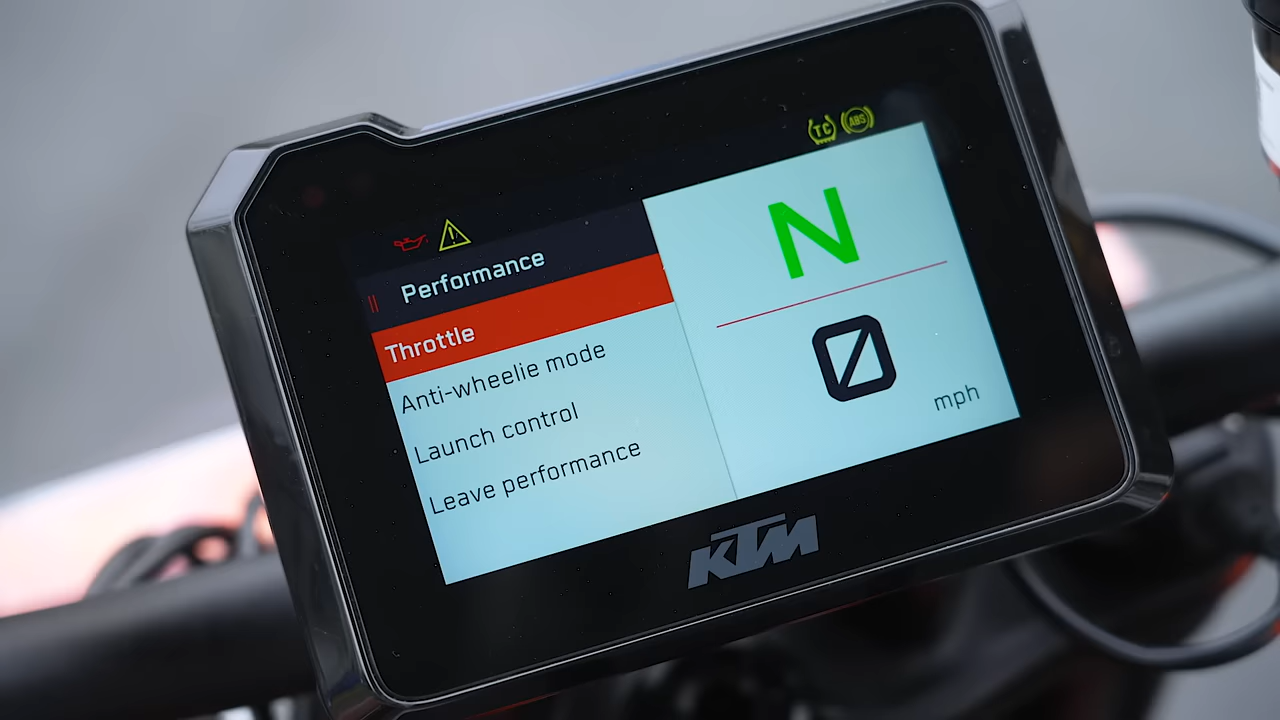 TC ABS
Performance
Throttle
Anti-wheelie mode
Launch control
Leave performance
N
0
mph
KTM